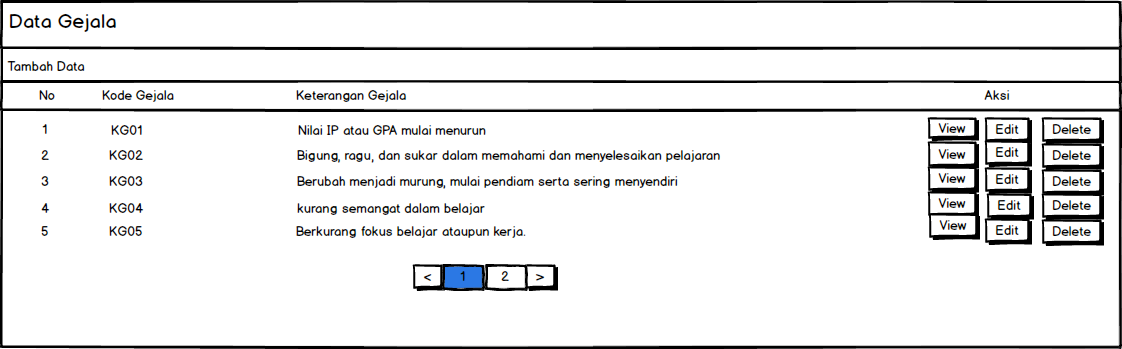 Data Gejala
Tambah Data
No Kode Gejala Keterangan Gejala Aksi
1 KG01 Nilai IP atau GPA mulai menurun View Edit Delete
2 KG02 Bigung, ragu, dan sukar dalam memahami dan menyelesaikan pelajaran View Edit Delete
3 KG03 Berubah menjadi murung, mulai pendiam serta sering menyendiri View Edit Delete
4 KG04 kurang semangat dalam belajar View Edit Delete
5 KG05 Berkurang fokus belajar ataupun kerja. View Edit Delete
< 1 2 >